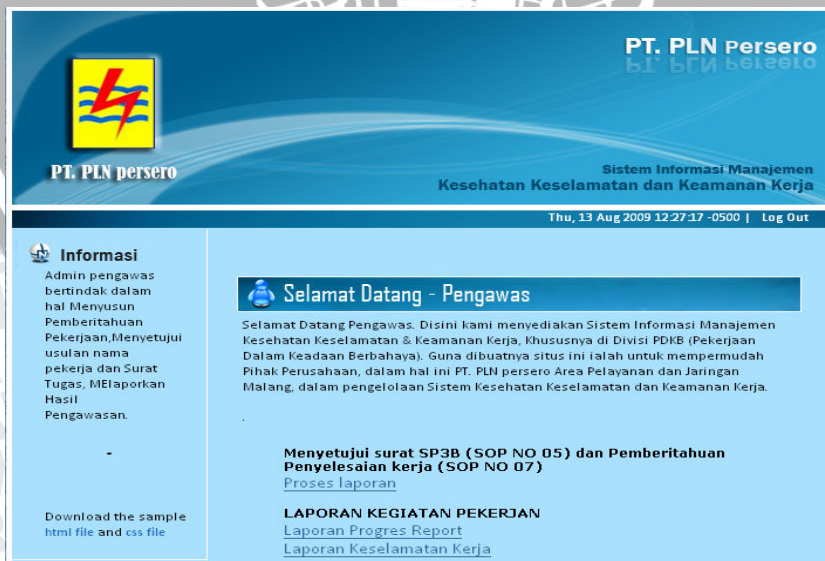 PT. PLN Persero
PT. PLN persero
Sistem Informasi Manajemen
Kesehatan Keselamatan dan Keamanan Kerja
Thu, 13 Aug 2009 12:27:17 -0500 | Log Out
Informasi
Admin pengawas
bertindak dalam
hal Menyusun
Pemberitahuan
Pekerjaan,Menyetujui
usulan nama
pekerja dan Surat
Tugas, MElaporkan
Hasil
Pengawasan.
-
Download the sample
html file and css file
Selamat Datang - Pengawas
Selamat Datang Pengawas. Disini kami menyediakan Sistem Informasi Manajemen
Kesehatan Keselamatan & Keamanan Kerja, Khususnya di Divisi PDKB (Pekerjaan
Dalam Keadaan Berbahaya). Guna dibuatnya situs ini ialah untuk mempermudah
Pihak Perusahaan, dalam hal ini PT. PLN persero Area Pelayanan dan Jaringan
Malang, dalam pengelolaan Sistem Kesehatan Keselamatan dan Keamanan Kerja.
.
Menyetujui surat SP3B (SOP NO 05) dan Pemberitahuan
Penyelesaian kerja (SOP NO 07)
Proses laporan
LAPORAN KEGIATAN PEKERJAN
Laporan Progres Report
Laporan Keselamatan Kerja